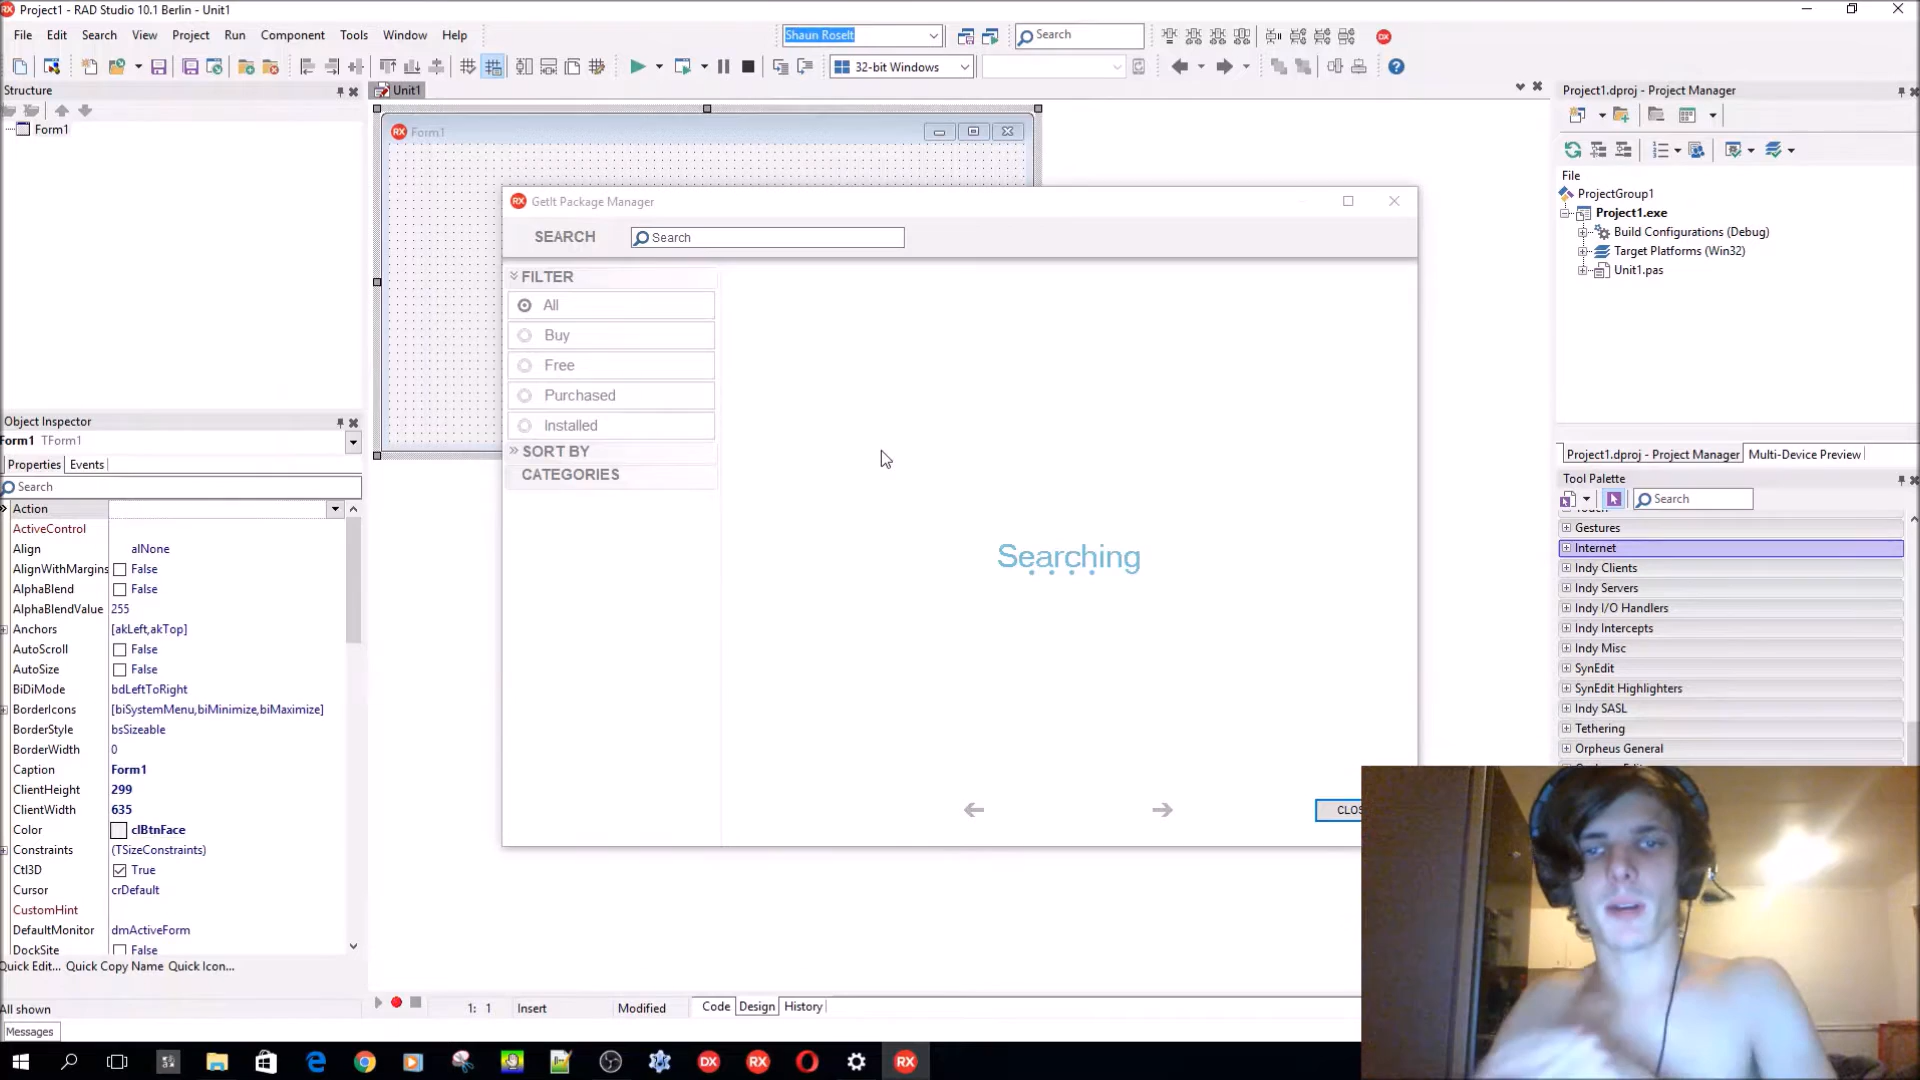 Project1 - RAD Studio 10.1 Berlin - Unit1
File Edit Search View Project Run Component Tools Window Help
Shaun Roselt
Search
32-bit Windows
Structure
Form1
Unit1
Form1
GetIt Package Manager
SEARCH
Search
FILTER
All
Buy
Free
Purchased
Installed
SORT BY
CATEGORIES
Searching
Project1.dproj - Project Manager
File
ProjectGroup1
Project1.exe
Build Configurations (Debug)
Target Platforms (Win32)
Unit1.pas
Project1.dproj - Project Manager Multi-Device Preview
Tool Palette
Search
Gestures
Internet
Indy Clients
Indy Servers
Indy I/O Handlers
Indy Intercepts
Indy Misc
SynEdit
SynEdit Highlighters
Indy SASL
Tethering
Orpheus General
Object Inspector
Form1 TForm1
Properties Events
Search
Action
ActiveControl
Align alNone
AlignWithMargins False
AlphaBlend False
AlphaBlendValue 255
Anchors [akLeft,akTop]
AutoScroll False
AutoSize False
BiDiMode bdLeftToRight
BorderIcons [biSystemMenu,biMinimize,biMaximize]
BorderStyle bsSizeable
BorderWidth 0
Caption Form1
ClientHeight 299
ClientWidth 635
Color clBtnFace
Constraints (TSizeConstraints)
Ctl3D True
Cursor crDefault
CustomHint
DefaultMonitor dmActiveForm
DockSite False
Quick Edit... Quick Copy Name Quick Icon...
All shown
1: 1 Insert Modified Code Design History
Messages